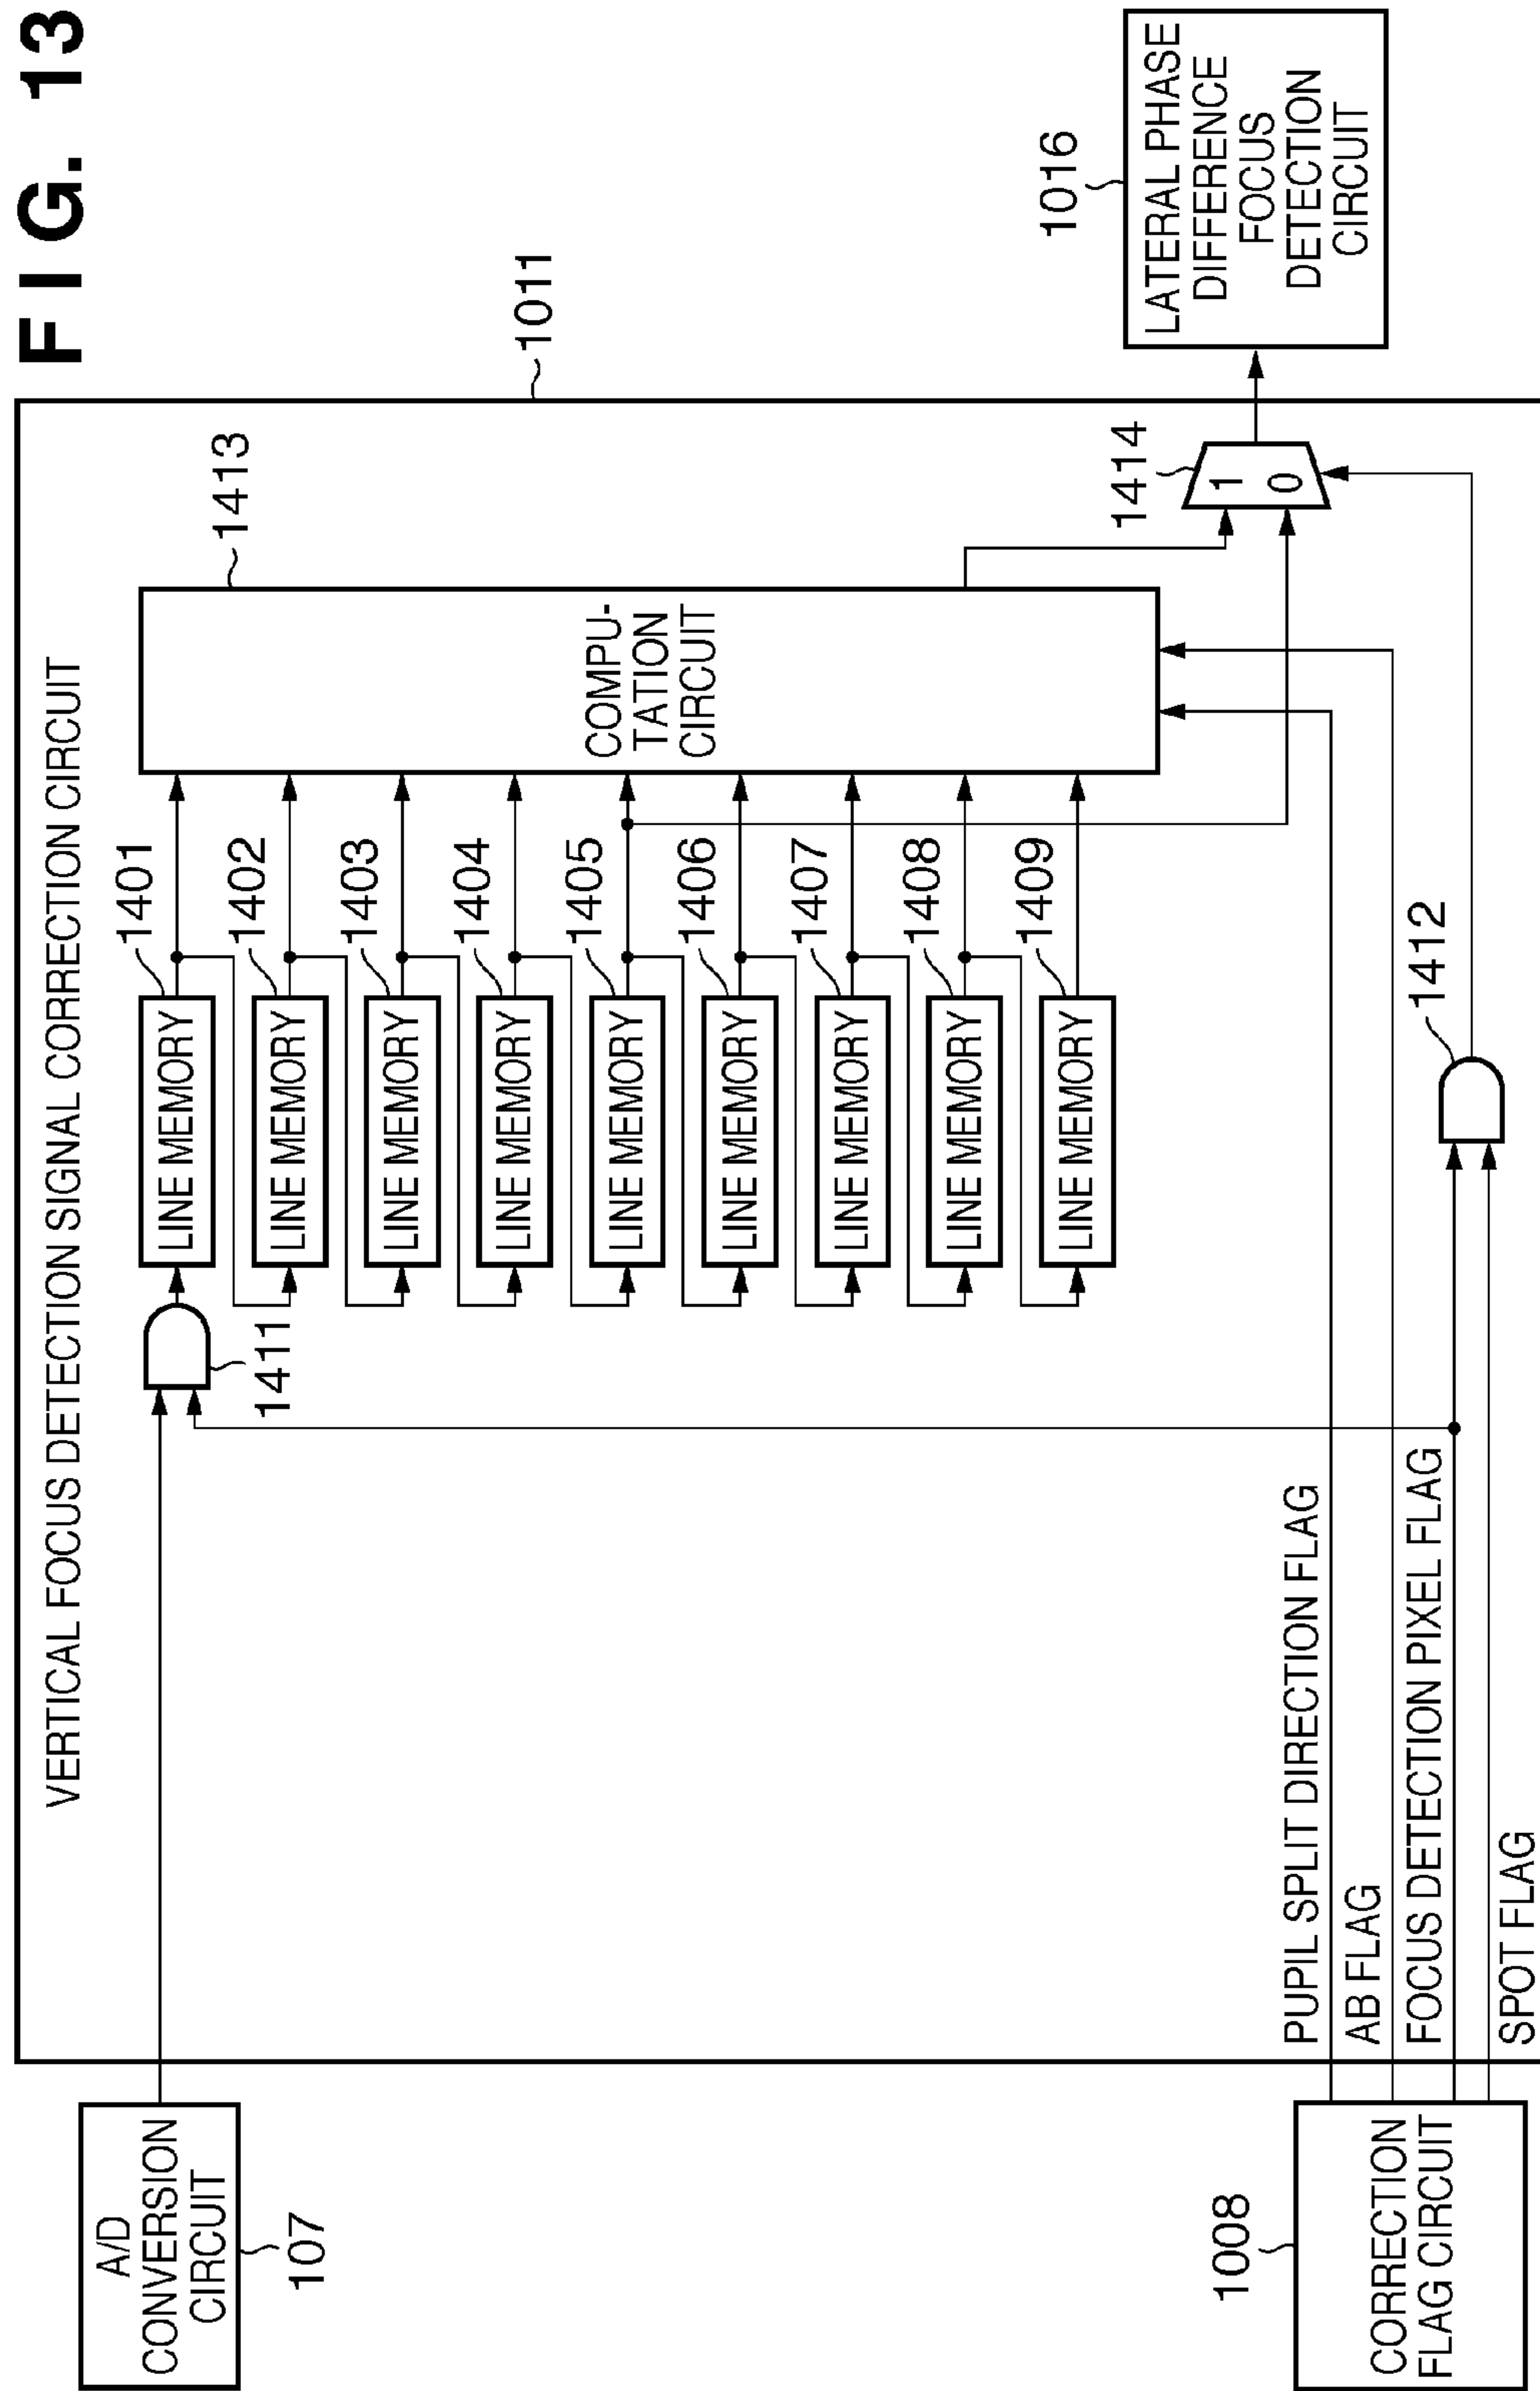 FIG. 13
VERTICAL FOCUS DETECTION SIGNAL CORRECTION CIRCUIT
1011
A/D
CONVERSION
CIRCUIT
107
1411
LINE MEMORY
1401
LINE MEMORY
1402
LINE MEMORY
1403
LINE MEMORY
1404
LINE MEMORY
1405
LINE MEMORY
1406
LINE MEMORY
1407
LINE MEMORY
1408
LINE MEMORY
1409
COMPU-
TATION
CIRCUIT
1413
1414
1
0
1016
LATERAL PHASE
DIFFERENCE
FOCUS
DETECTION
CIRCUIT
1008
CORRECTION
FLAG CIRCUIT
PUPIL SPLIT DIRECTION FLAG
AB FLAG
FOCUS DETECTION PIXEL FLAG
SPOT FLAG
1412